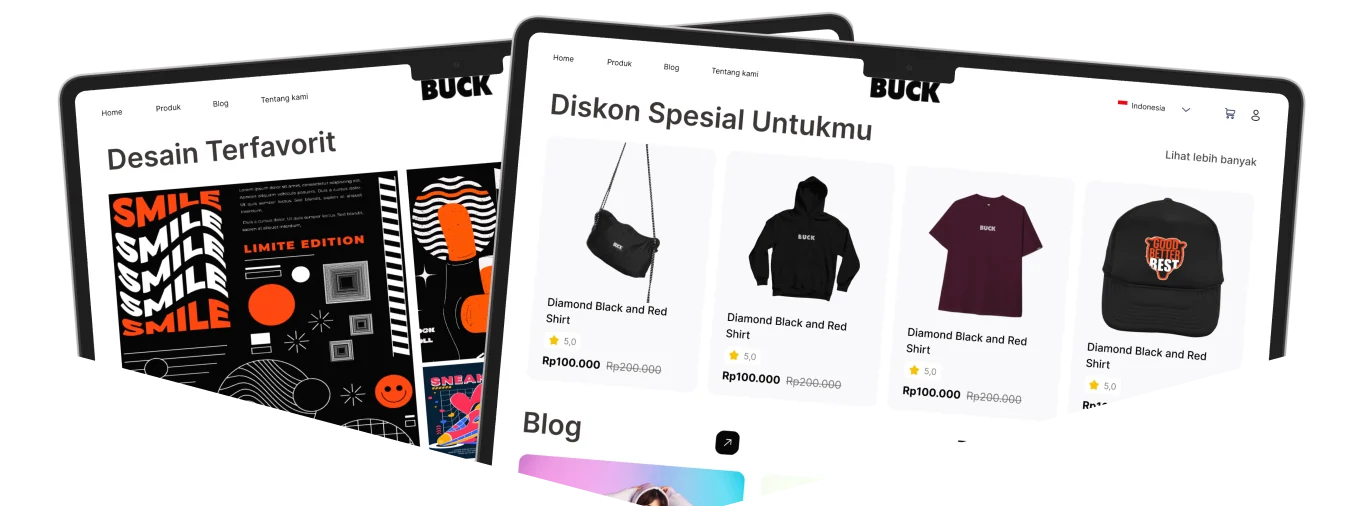 Home
Produk
Blog
Tentang kami
BUCK
Desain Terfavorit
SMILE
SMILE
SMILE
SMILE
SMILE
SMILE
LIMITE EDITION
SNEAK
Home
Produk
Blog
Tentang kami
BUCK
Indonesia
Diskon Spesial Untukmu
Lihat lebih banyak
BUCK
Diamond Black and Red
Shirt
5,0
Rp100.000 Rp200.000
BUCK
Diamond Black and Red
Shirt
5,0
Rp100.000 Rp200.000
BUCK
Diamond Black and Red
Shirt
5,0
Rp100.000 Rp200.000
GOOD
BETTER
BEST
Diamond Black and Red
Shirt
5,0
Blog